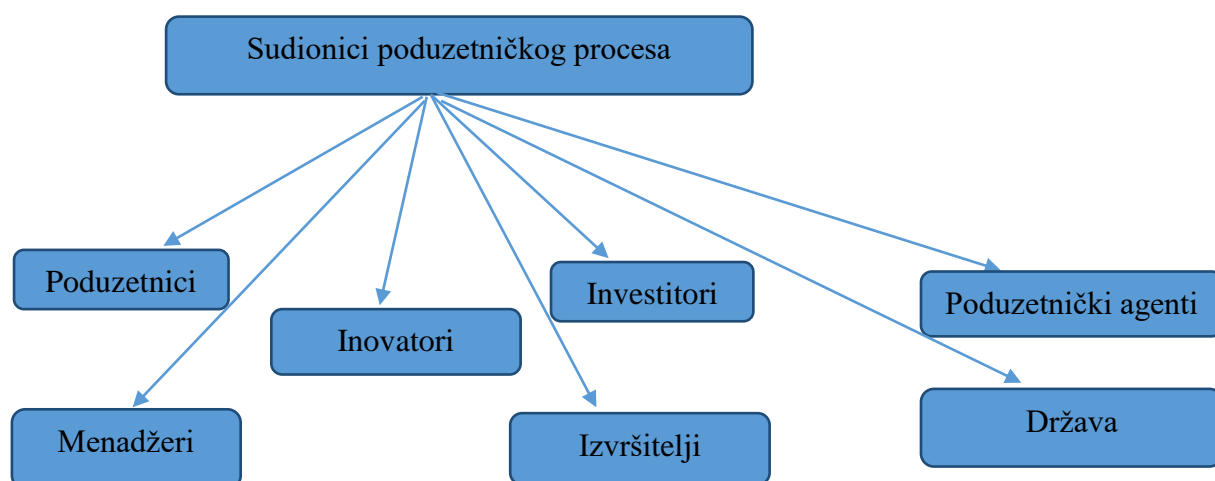 Sudionici poduzetničkog procesa
Poduzetnici
Investitori
Poduzetnički agenti
Inovatori
Menadžeri
Izvršitelji
Država